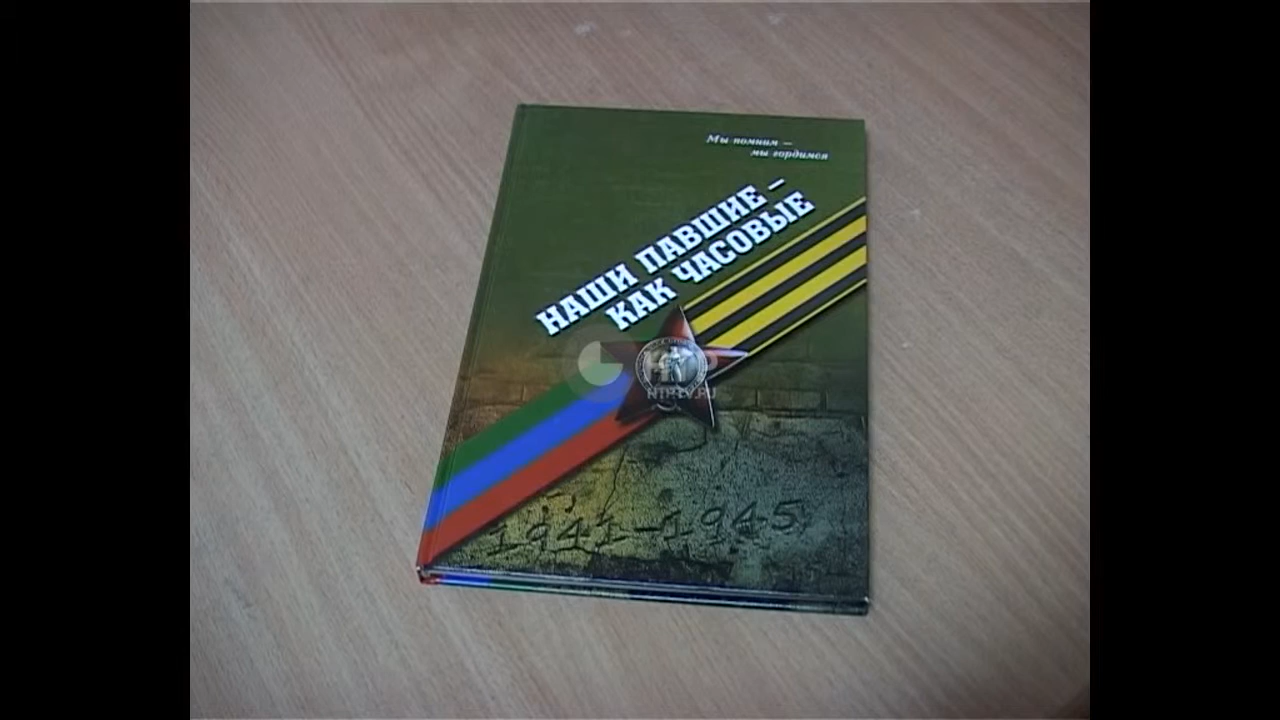 Мы помним –
мы гордимся
НАШИ ПАВШИЕ –
КАК ЧАСОВЫЕ
NTRTV.RU
1941–1945